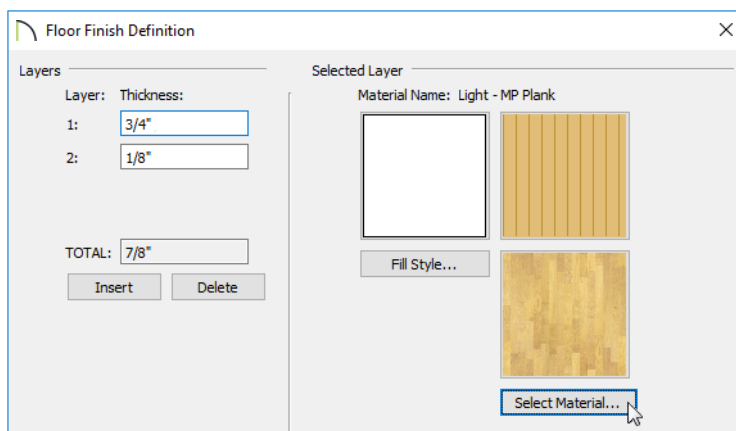 Floor Finish Definition
Layers
Layer: Thickness:
1: 3/4"
2: 1/8"
TOTAL: 7/8"
Insert Delete
Selected Layer
Material Name: Light - MP Plank
Fill Style...
Select Material...